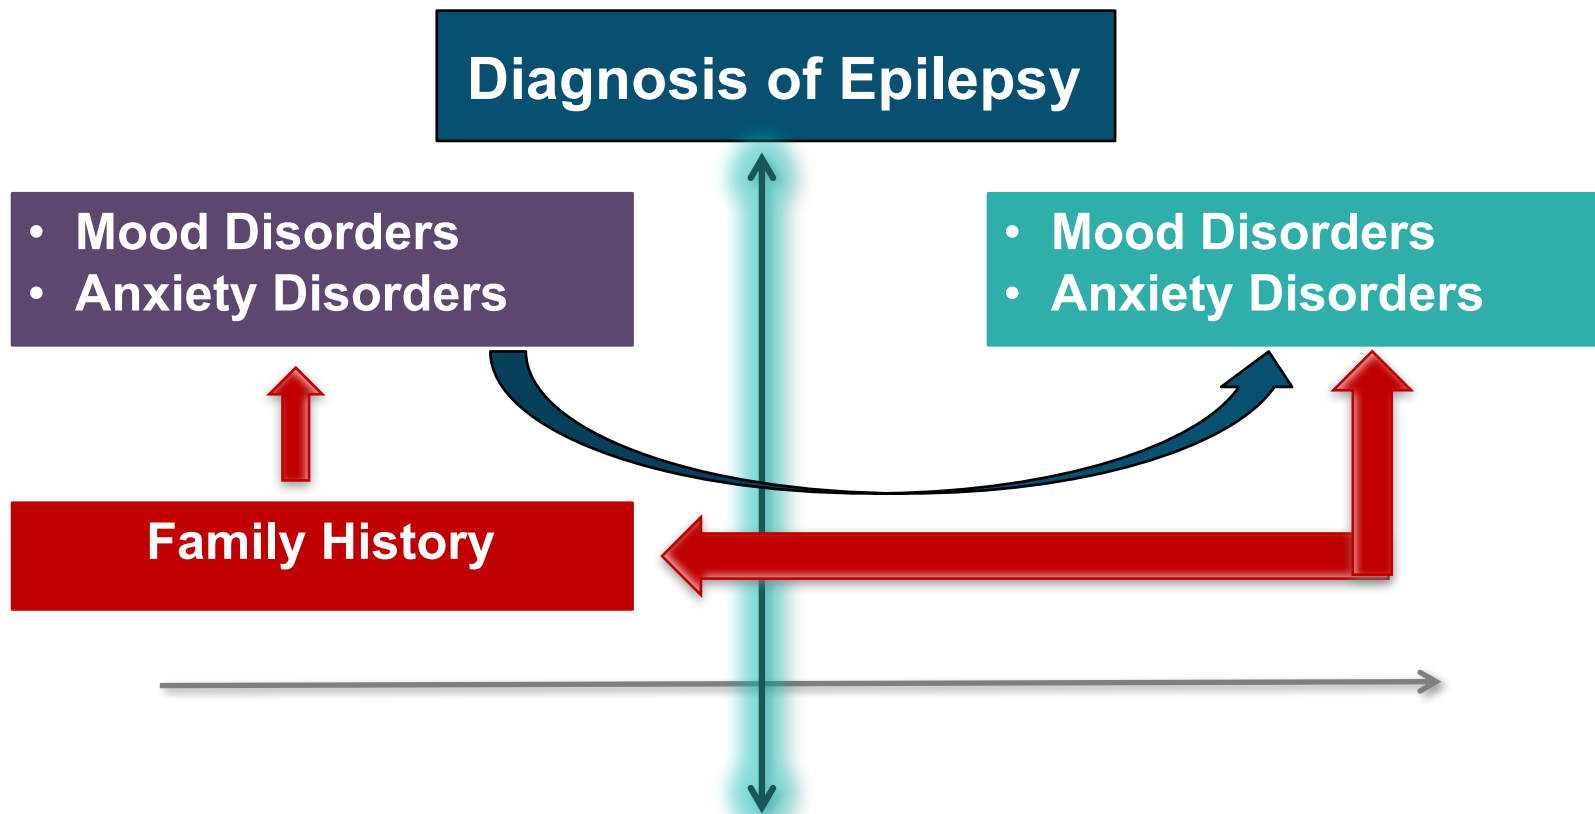 Diagnosis of Epilepsy
• Mood Disorders
• Anxiety Disorders
• Mood Disorders
• Anxiety Disorders
Family History